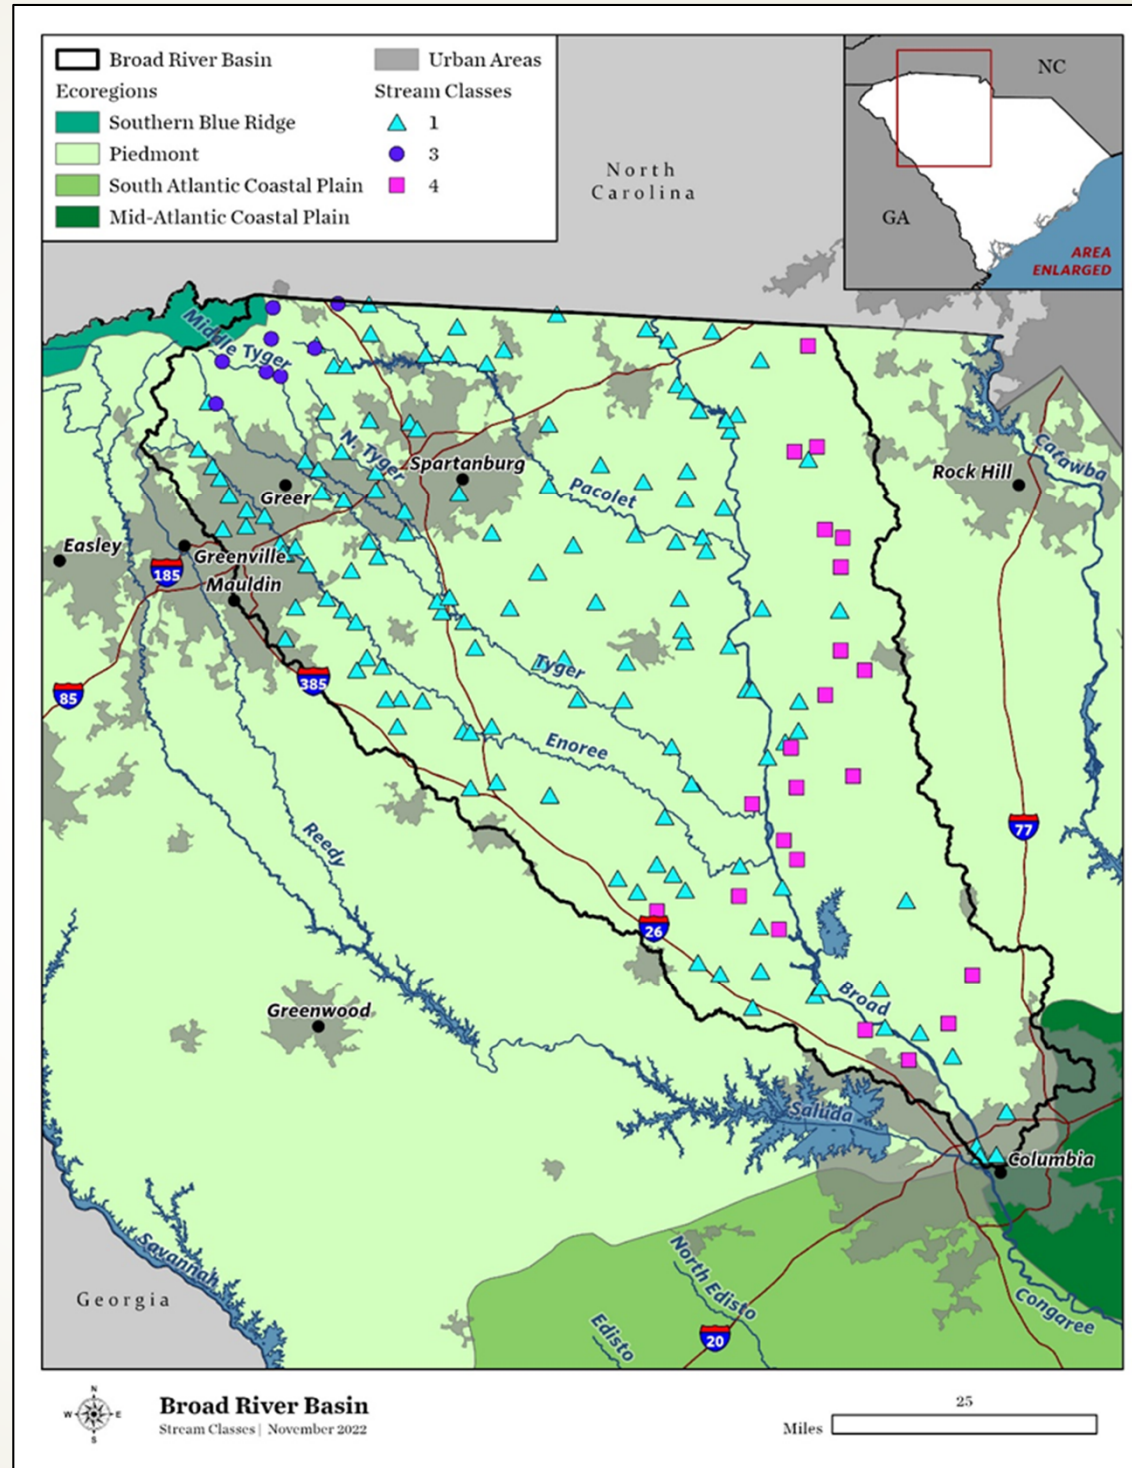 Broad River Basin
Urban Areas
Ecoregions
Stream Classes
Southern Blue Ridge
1
Piedmont
3
South Atlantic Coastal Plain
4
Mid-Atlantic Coastal Plain
North
Carolina
NC
GA
AREA
ENLARGED
Middle Tyger
N. Tyger
Spartanburg
Catawba
Rock Hill
Greer
Pacolet
Easley
Greenville
185
Mauldin
85
385
Tyger
Enoree
Reedy
77
26
Broad
Greenwood
Saluda
Columbia
Savannah
North Edisto
Georgia
Edisto
Congaree
20
N
W
E
S
Broad River Basin
Stream Classes | November 2022
25
Miles